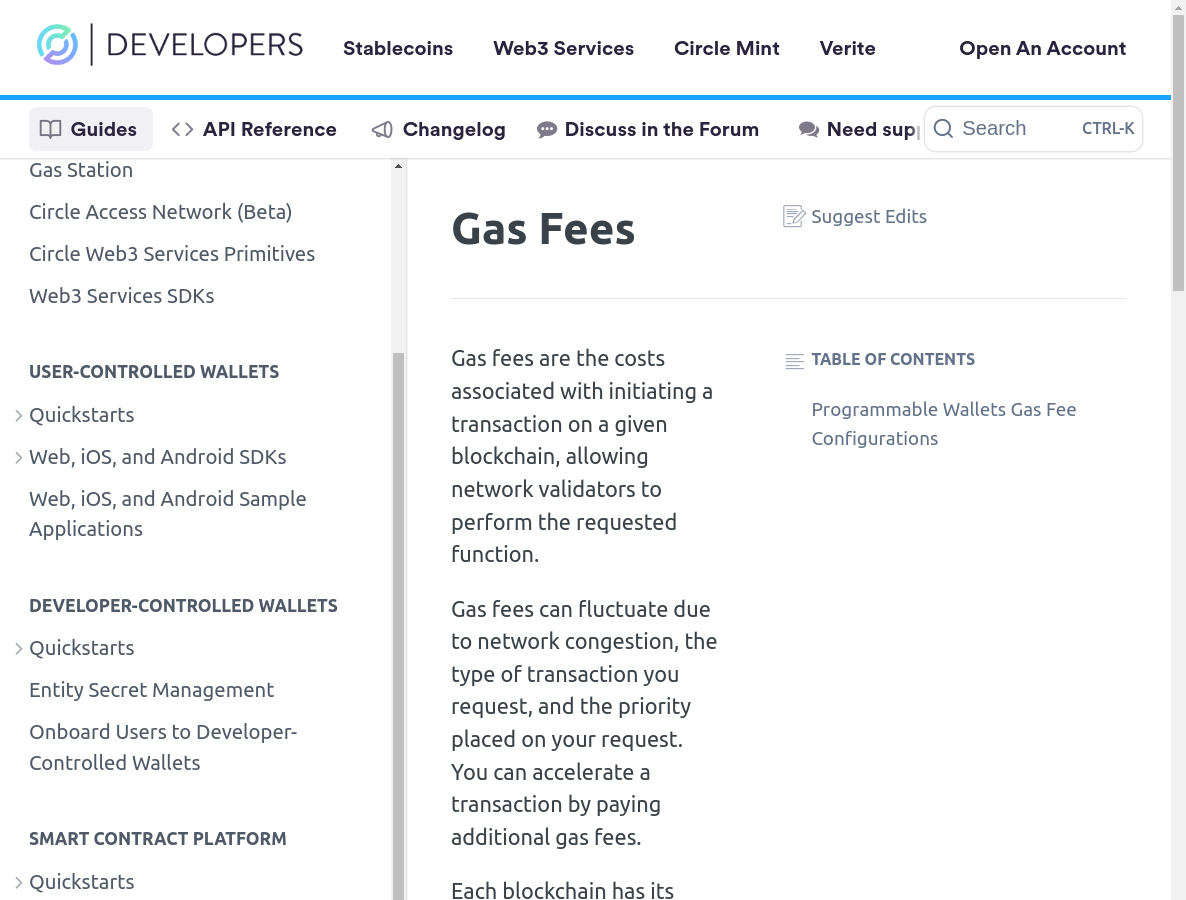 DEVELOPERS
Stablecoins
Web3 Services
Circle Mint
Verite
Open An Account
Guides
API Reference
Changelog
Discuss in the Forum
Need sup
Search
CTRL-K
Gas Station
Circle Access Network (Beta)
Circle Web3 Services Primitives
Web3 Services SDKs
USER-CONTROLLED WALLETS
Quickstarts
Web, iOS, and Android SDKs
Web, iOS, and Android Sample
Applications
DEVELOPER-CONTROLLED WALLETS
Quickstarts
Entity Secret Management
Onboard Users to Developer-
Controlled Wallets
SMART CONTRACT PLATFORM
Quickstarts
Gas Fees
Suggest Edits
Gas fees are the costs
associated with initiating a
transaction on a given
blockchain, allowing
network validators to
perform the requested
function.
Gas fees can fluctuate due
to network congestion, the
type of transaction you
request, and the priority
placed on your request.
You can accelerate a
transaction by paying
additional gas fees.
Each blockchain has its
TABLE OF CONTENTS
Programmable Wallets Gas Fee
Configurations